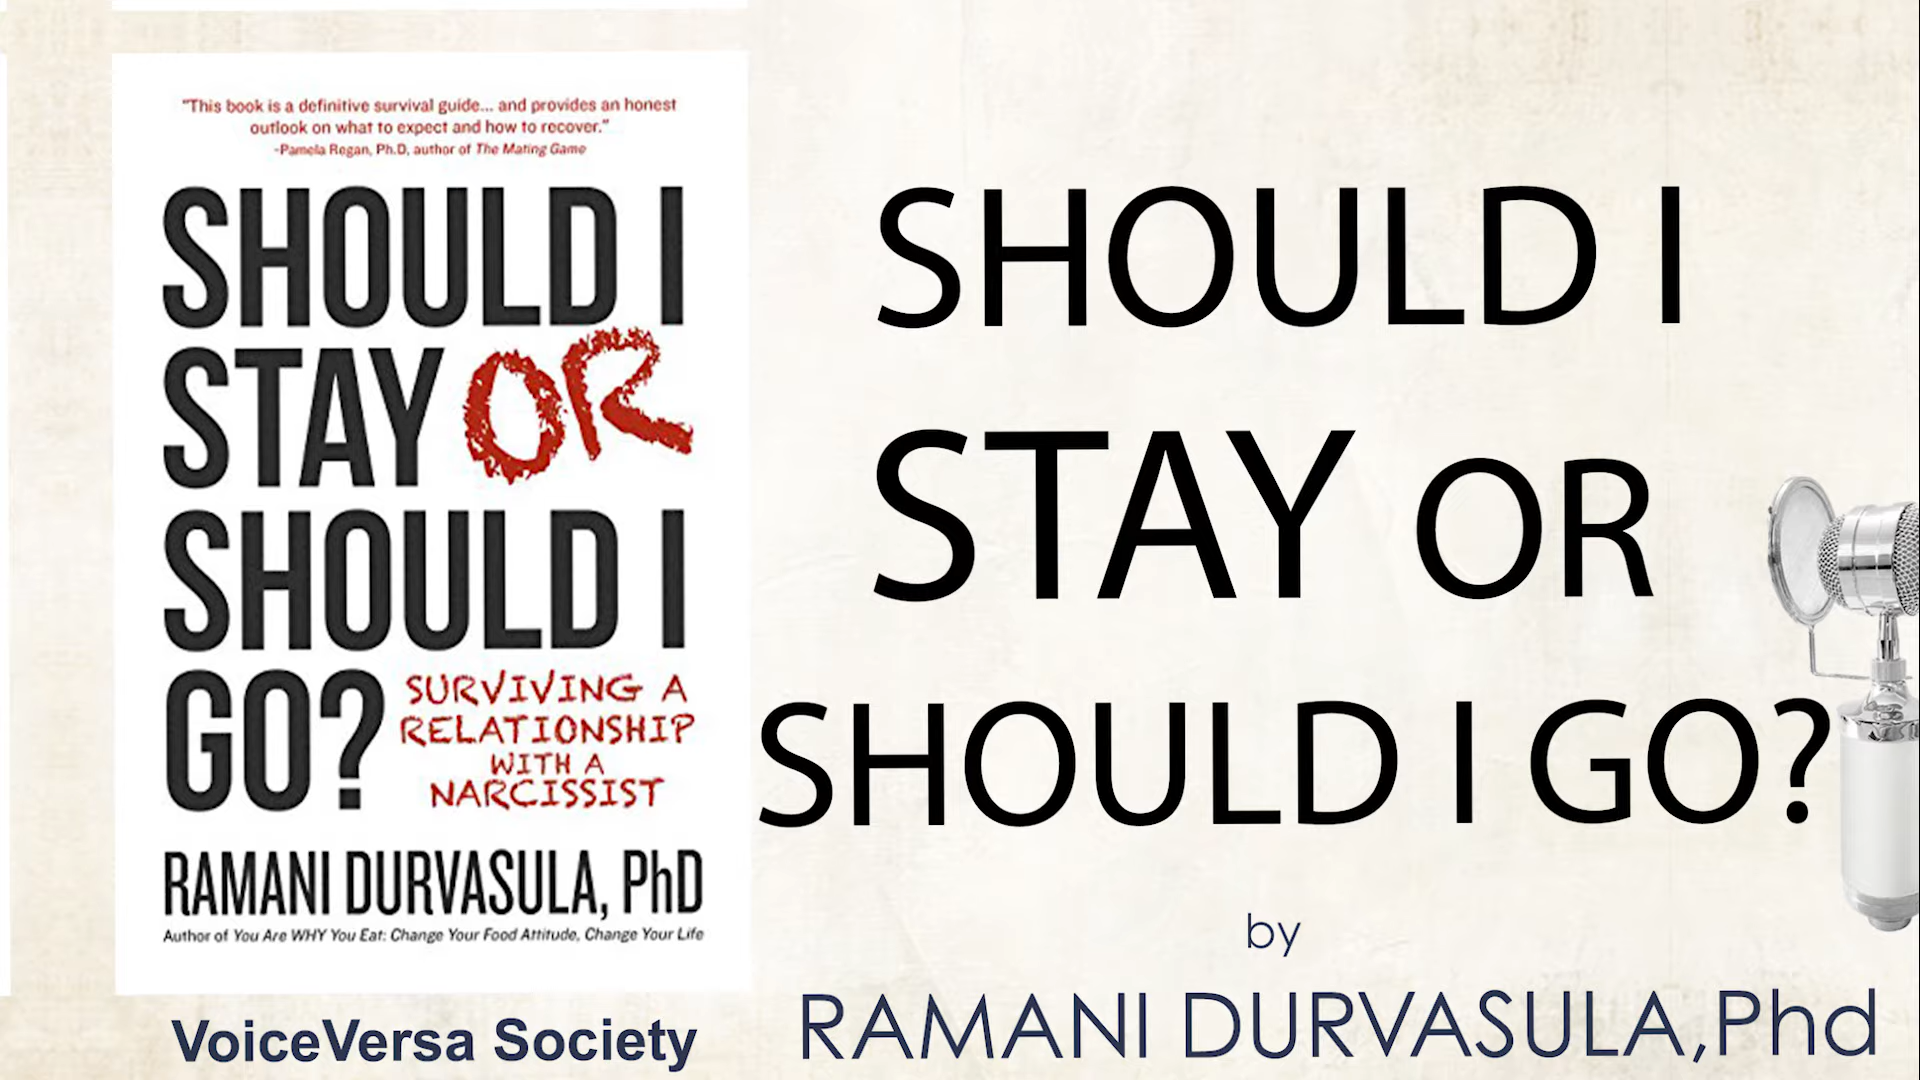 "This book is a definitive survival guide... and provides an honest
outlook on what to expect and how to recover."
-Pamela Regan, Ph.D, author of The Mating Game
SHOULD I
STAY OR
SHOULD I
GO?
SURVIVING A
RELATIONSHIP
WITH A
NARCISSIST
RAMANI DURVASULA, PhD
Author of You Are WHY You Eat: Change Your Food Attitude, Change Your Life
VoiceVersa Society
SHOULD I
STAY OR
SHOULD I GO?
by
RAMANI DURVASULA,Phd